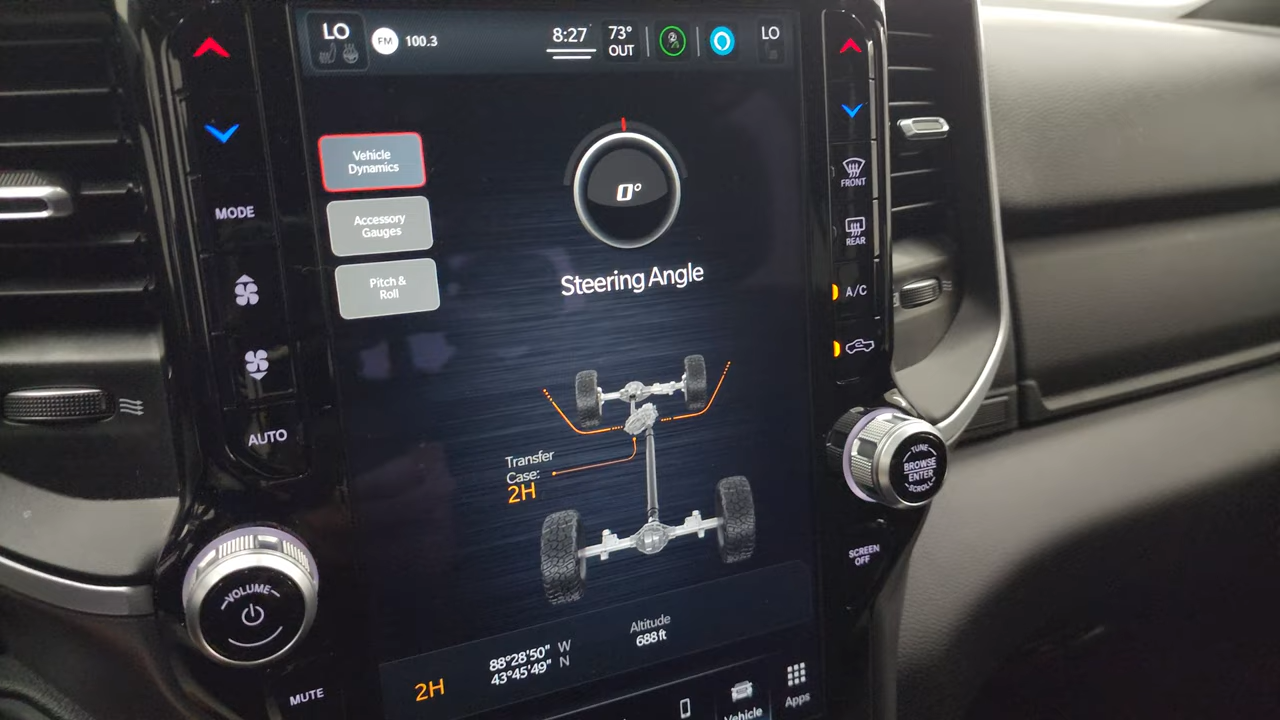 LO
FM 100.3
8:27
73°
OUT
LO
MODE
AUTO
VOLUME
MUTE
Vehicle
Dynamics
Accessory
Gauges
Pitch &
Roll
0°
Steering Angle
Transfer
Case:
2H
2H
88°28'50" W
43°45'49" N
Altitude
688 ft
Vehicle
Apps
FRONT
REAR
A/C
TUNE
BROWSE
ENTER
SCROLL
SCREEN
OFF